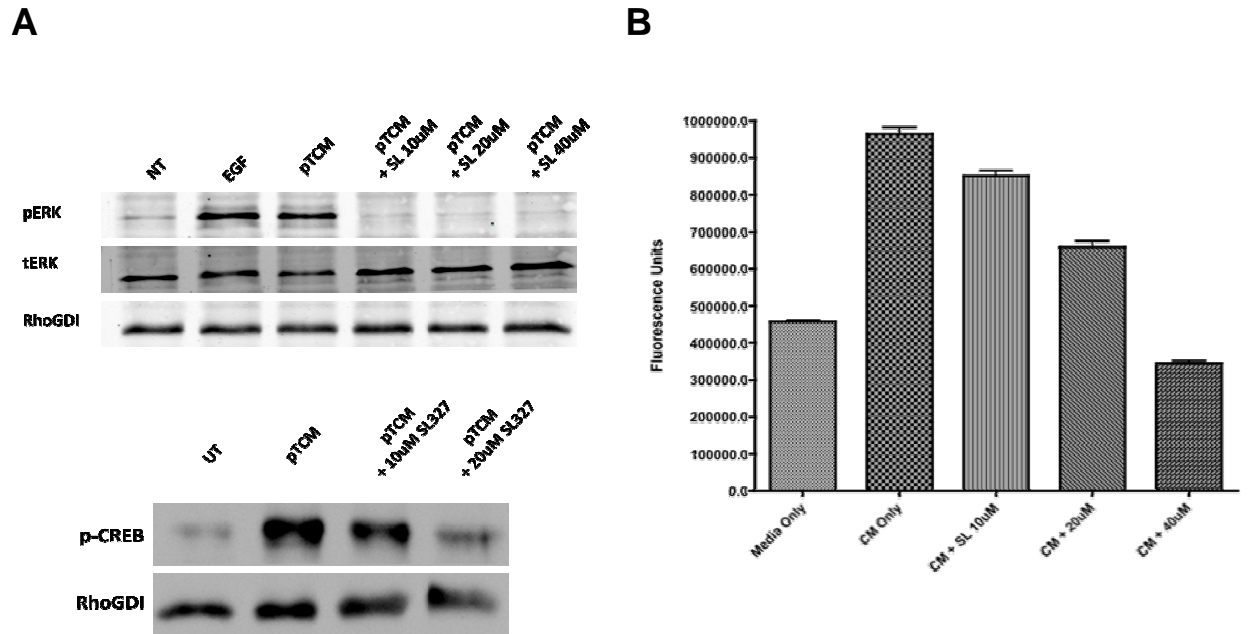 A
B
NT
EGF
pTCM
pTCM
+ SL 10uM
pTCM
+ SL 20uM
pTCM
+ SL 40uM
pERK
tERK
RhoGDI
UT
pTCM
pTCM
+ 10uM SL327
pTCM
+ 20uM SL327
p-CREB
RhoGDI
Fluorescence Units
1000000.0
900000.0
800000.0
700000.0
600000.0
500000.0
400000.0
300000.0
200000.0
100000.0
0.0
Media Only
CM Only
CM + SL 10uM
CM + 20uM
CM + 40uM